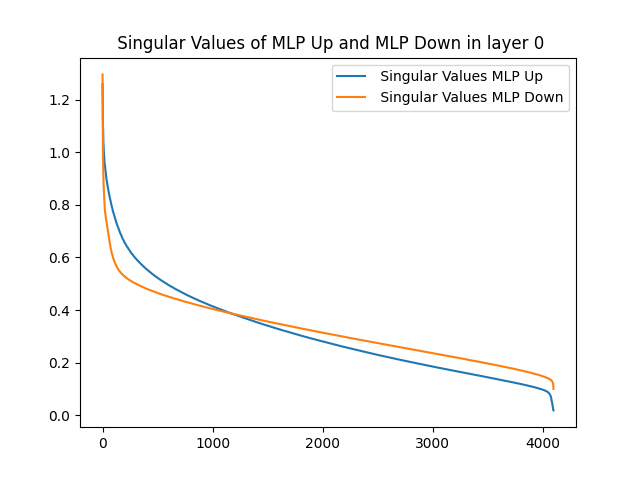 Singular Values of MLP Up and MLP Down in layer 0
Singular Values MLP Up
Singular Values MLP Down
1.2
1.0
0.8
0.6
0.4
0.2
0.0
0 1000 2000 3000 4000